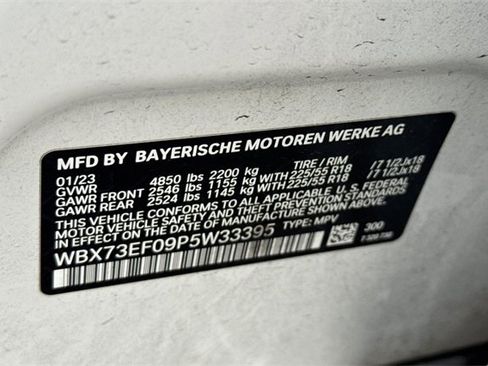 MFD BY BAYERISCHE MOTOREN WERKE AG
01/23 4850 lbs 2200 kg TIRE / RIM
GVWR
GAWR FRONT 2546 lbs 1155 kg WITH 225/55 R18 / 7 1/2Jx18
GAWR REAR 2524 lbs 1145 kg WITH 225/55 R18 / 7 1/2Jx18
THIS VEHICLE CONFORMS TO ALL APPLICABLE U.S. FEDERAL
MOTOR VEHICLE SAFETY, BUMPER, AND THEFT PREVENTION STANDARDS
IN EFFECT ON THE DATE OF MANUFACTURE SHOWN ABOVE.
WBX73EF09P5W33395 TYPE: MPV
300